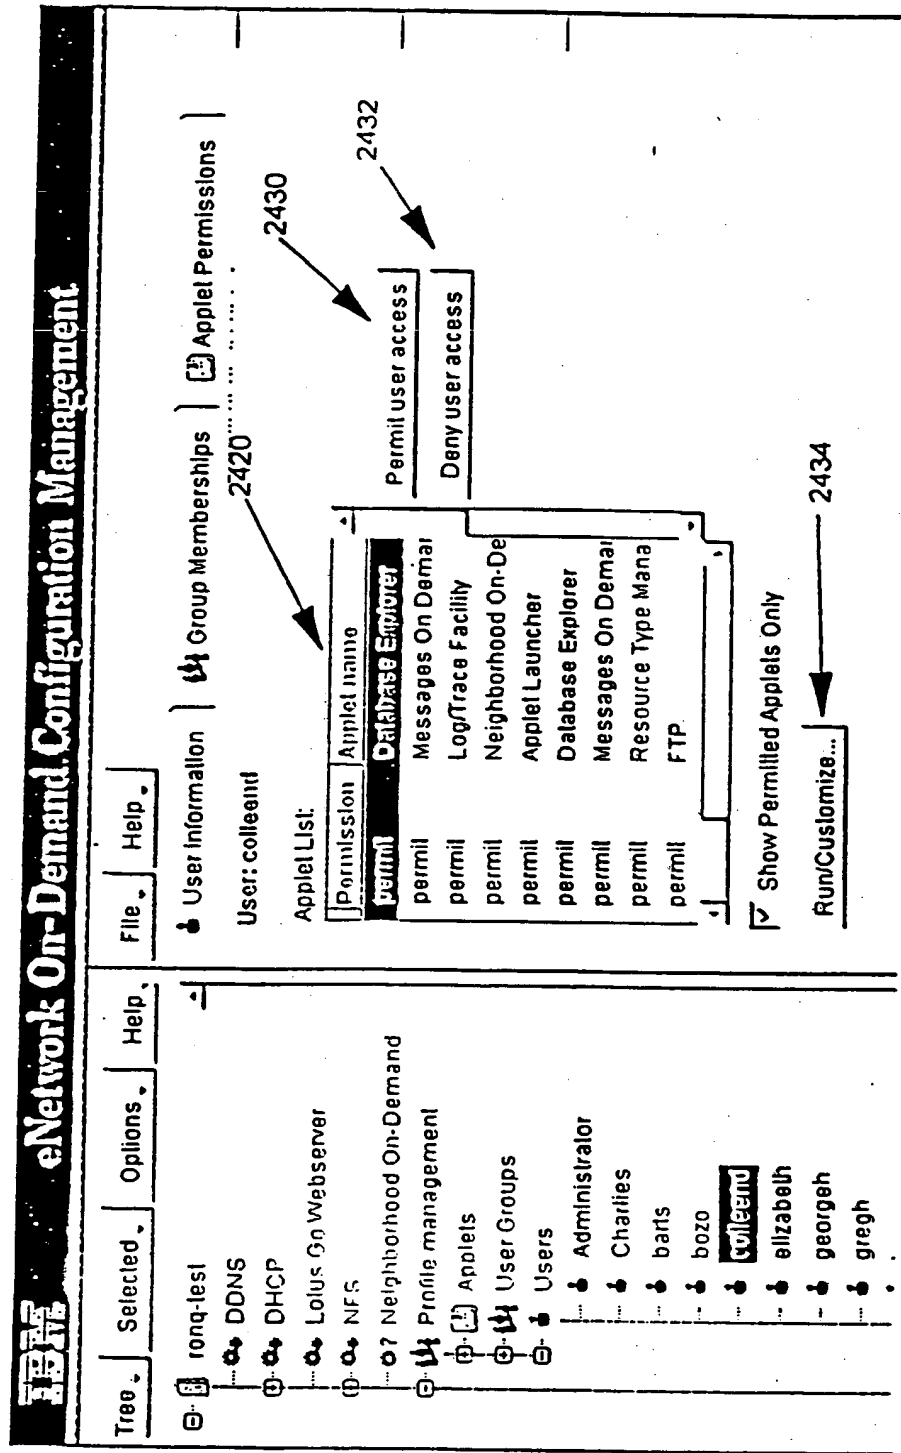 IBM eNetwork On-Demand Configuration Management
Tree Selected Options Help
ronq-test
DDNS
DHCP
Lotus Go Webserver
NFS
Neighborhood On-Demand
Profile management
Applets
User Groups
Users
Administrator
Charlies
barts
bozo
colleend
elizabeth
georgeh
gregh
File Help
User Information Group Memberships Applet Permissions
User: colleend
2420
2430
2432
Applet List:
Permission Applet name
permit Database Explorer
permit Messages On Deman
permit Log/Trace Facility
permit Neighborhood On-De
permit Applet Launcher
permit Database Explorer
permit Messages On Deman
permit Resource Type Mana
permit FTP
Permit user access
Deny user access
Show Permitted Applets Only
Run/Customize...
2434